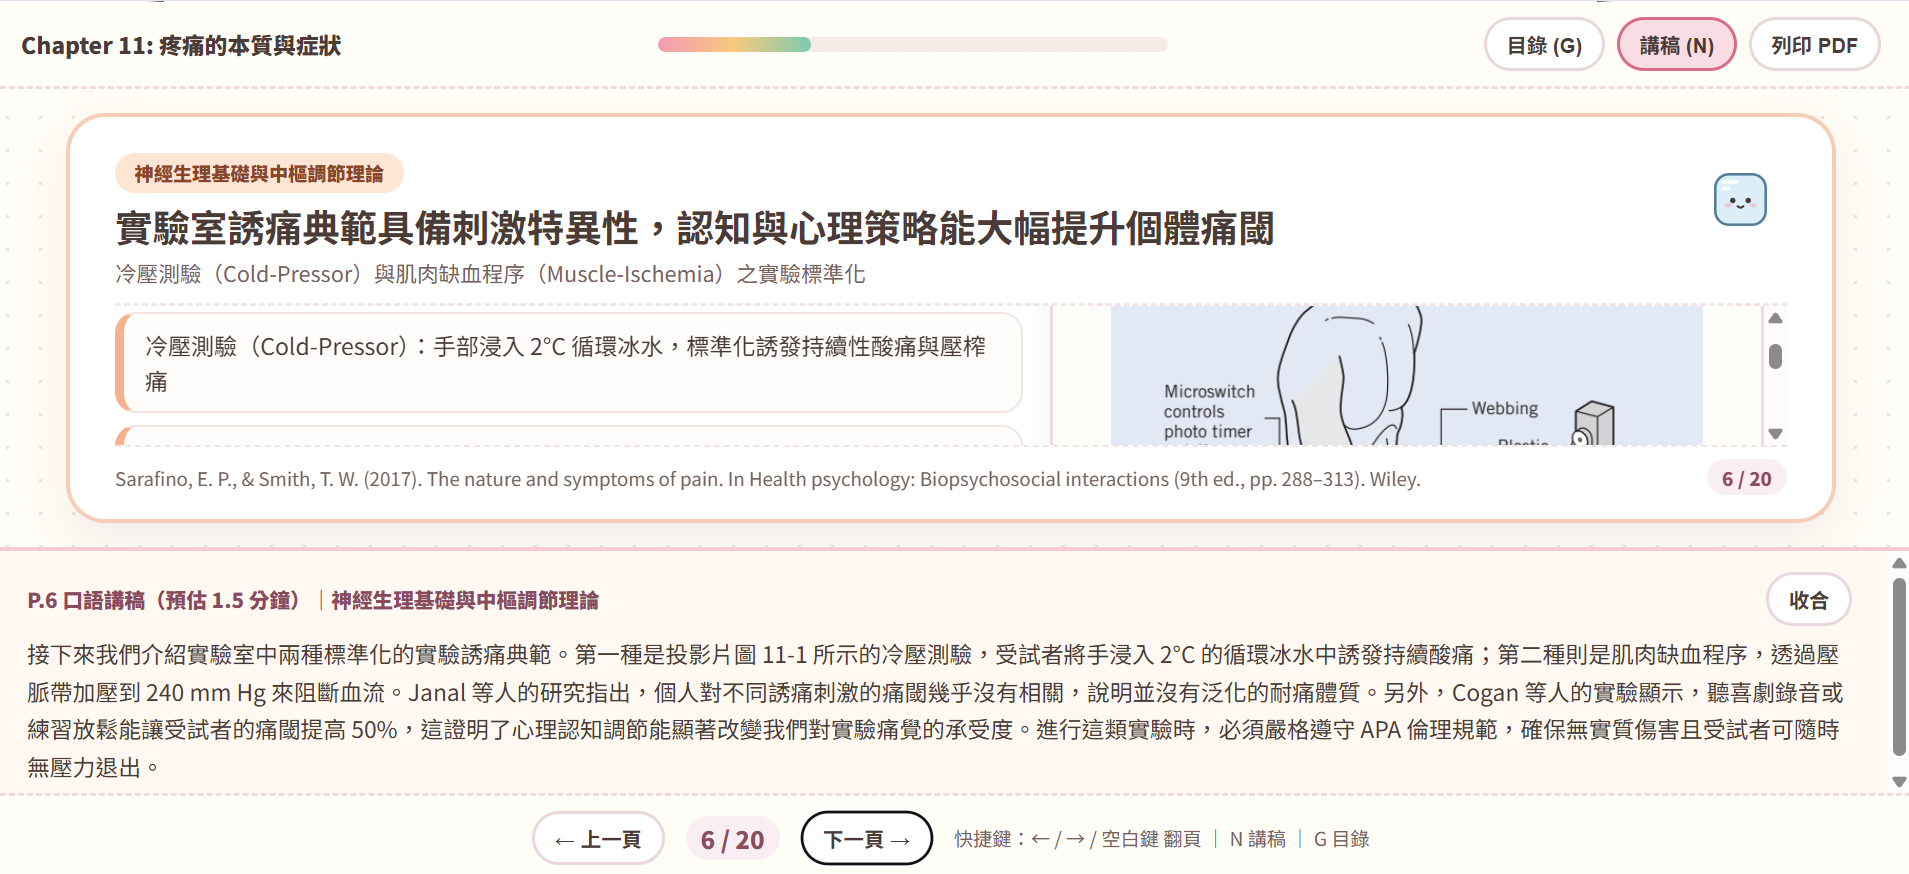 Chapter 11: 疼痛的本質與症狀
目錄 (G)
講稿 (N)
列印 PDF
神經生理基礎與中樞調節理論
實驗室誘痛典範具備刺激特異性，認知與心理策略能大幅提升個體痛閾
冷壓測驗（Cold-Pressor）與肌肉缺血程序（Muscle-Ischemia）之實驗標準化
冷壓測驗（Cold-Pressor）：手部浸入 2°C 循環冰水，標準化誘發持續性酸痛與壓榨
痛
Microswitch
controls
photo timer
Webbing
Plastic
Sarafino, E. P., & Smith, T. W. (2017). The nature and symptoms of pain. In Health psychology: Biopsychosocial interactions (9th ed., pp. 288–313). Wiley.
6 / 20
P.6 口語講稿（預估 1.5 分鐘）｜神經生理基礎與中樞調節理論
收合
接下來我們介紹實驗室中兩種標準化的實驗誘痛典範。第一種是投影片圖 11-1 所示的冷壓測驗，受試者將手浸入 2°C 的循環冰水中誘發持續酸痛；第二種則是肌肉缺血程序，透過壓
脈帶加壓到 240 mm Hg 來阻斷血流。Janal 等人的研究指出，個人對不同誘痛刺激的痛閾幾乎沒有相關，說明並沒有泛化的耐痛體質。另外，Cogan 等人的實驗顯示，聽喜劇錄音或
練習放鬆能讓受試者的痛閾提高 50%，這證明了心理認知調節能顯著改變我們對實驗痛覺的承受度。進行這類實驗時，必須嚴格遵守 APA 倫理規範，確保無實質傷害且受試者可隨時
無壓力退出。
← 上一頁
6 / 20
下一頁 →
快捷鍵：← / → / 空白鍵 翻頁 ｜ N 講稿 ｜ G 目錄